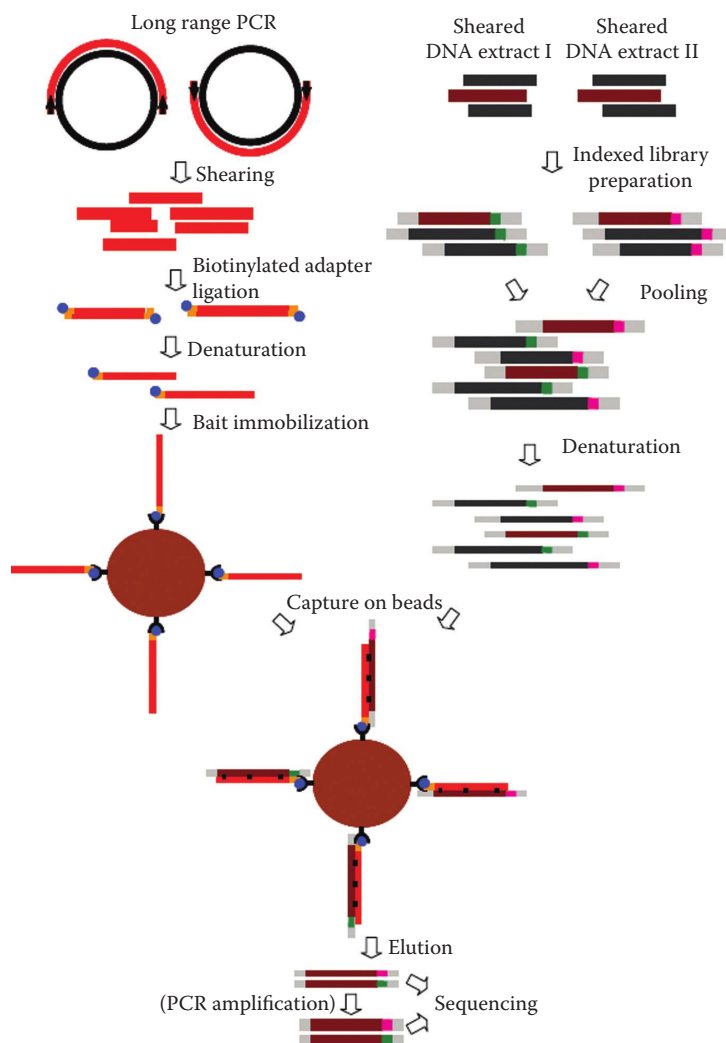 Long range PCR
Shearing
Biotinylated adapter
ligation
Denaturation
Bait immobilization
Sheared
DNA extract I
Sheared
DNA extract II
Indexed library
preparation
Pooling
Denaturation
Capture on beads
Elution
(PCR amplification)
Sequencing